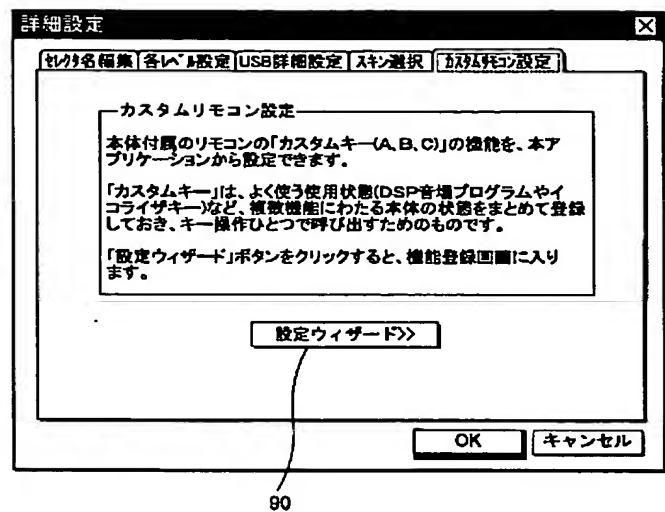 詳細設定
セレクタ名編集 各レベル設定 USB詳細設定 スキン選択 カスタムリモコン設定
カスタムリモコン設定
本体付属のリモコンの「カスタムキー(A、B、C)」の機能を、本ア
プリケーションから設定できます。
「カスタムキー」は、よく使う使用状態(DSP音場プログラムやイ
コライザキー)など、複数機能にわたる本体の状態をまとめて登録
しておき、キー操作ひとつで呼び出すためのものです。
「設定ウィザード」ボタンをクリックすると、機能登録画面に入り
ます。
設定ウィザード>>
OK キャンセル
90